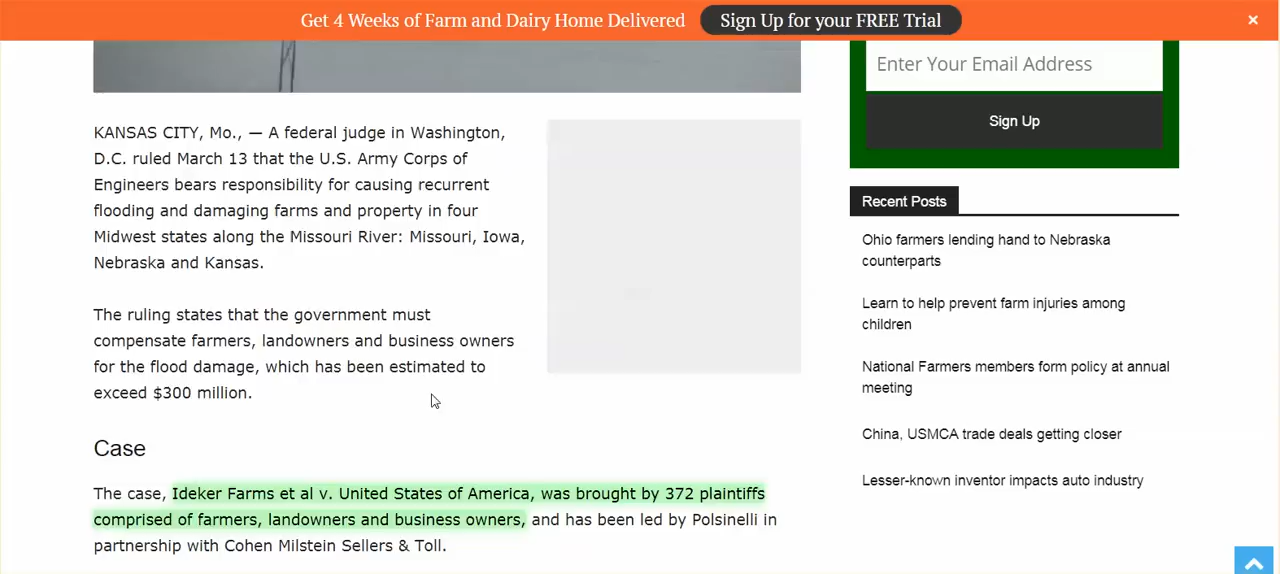 Get 4 Weeks of Farm and Dairy Home Delivered Sign Up for your FREE Trial ×
Enter Your Email Address
Sign Up
KANSAS CITY, Mo., — A federal judge in Washington,
D.C. ruled March 13 that the U.S. Army Corps of
Engineers bears responsibility for causing recurrent
flooding and damaging farms and property in four
Midwest states along the Missouri River: Missouri, Iowa,
Nebraska and Kansas.
The ruling states that the government must
compensate farmers, landowners and business owners
for the flood damage, which has been estimated to
exceed $300 million.
Case
The case, Ideker Farms et al v. United States of America, was brought by 372 plaintiffs
comprised of farmers, landowners and business owners, and has been led by Polsinelli in
partnership with Cohen Milstein Sellers & Toll.
Recent Posts
Ohio farmers lending hand to Nebraska
counterparts
Learn to help prevent farm injuries among
children
National Farmers members form policy at annual
meeting
China, USMCA trade deals getting closer
Lesser-known inventor impacts auto industry